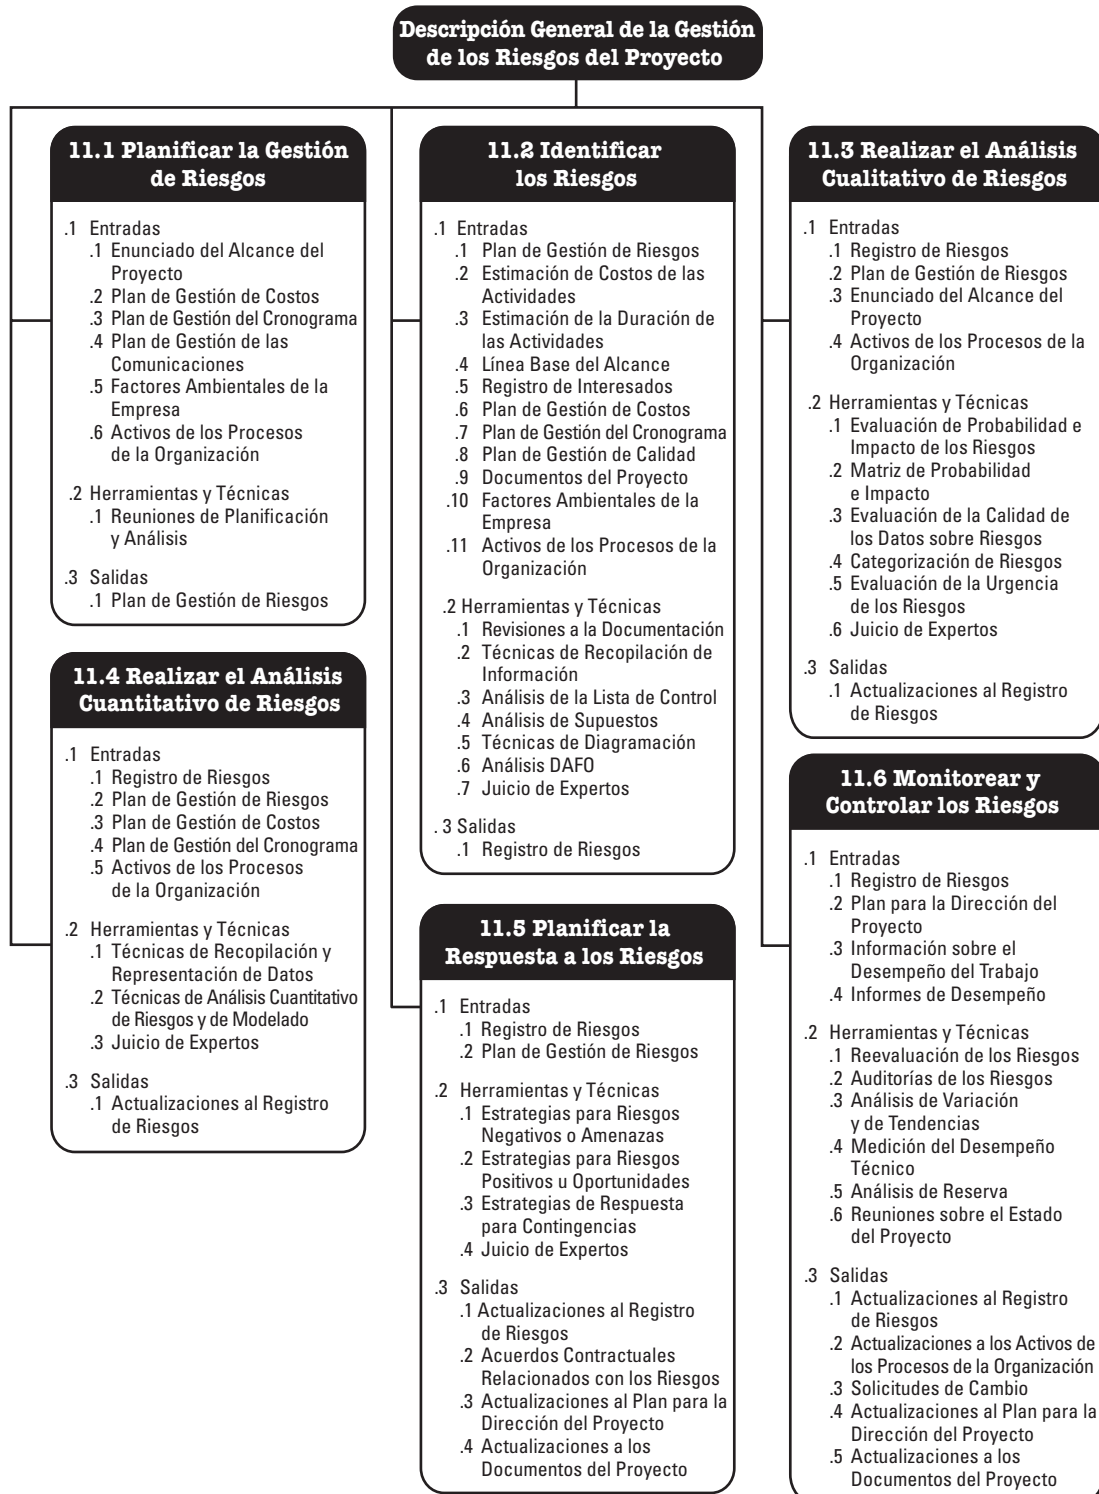 Descripción General de la Gestión
de los Riesgos del Proyecto
11.1 Planificar la Gestión
de Riesgos
.1 Entradas
.1 Enunciado del Alcance del
Proyecto
.2 Plan de Gestión de Costos
.3 Plan de Gestión del Cronograma
.4 Plan de Gestión de las
Comunicaciones
.5 Factores Ambientales de la
Empresa
.6 Activos de los Procesos
de la Organización
.2 Herramientas y Técnicas
.1 Reuniones de Planificación
y Análisis
.3 Salidas
.1 Plan de Gestión de Riesgos
11.2 Identificar
los Riesgos
.1 Entradas
.1 Plan de Gestión de Riesgos
.2 Estimación de Costos de las
Actividades
.3 Estimación de la Duración de
las Actividades
.4 Línea Base del Alcance
.5 Registro de Interesados
.6 Plan de Gestión de Costos
.7 Plan de Gestión del Cronograma
.8 Plan de Gestión de Calidad
.9 Documentos del Proyecto
.10 Factores Ambientales de la
Empresa
.11 Activos de los Procesos de la
Organización
.2 Herramientas y Técnicas
.1 Revisiones a la Documentación
.2 Técnicas de Recopilación de
Información
.3 Análisis de la Lista de Control
.4 Análisis de Supuestos
.5 Técnicas de Diagramación
.6 Análisis DAFO
.7 Juicio de Expertos
. 3 Salidas
.1 Registro de Riesgos
11.3 Realizar el Análisis
Cualitativo de Riesgos
.1 Entradas
.1 Registro de Riesgos
.2 Plan de Gestión de Riesgos
.3 Enunciado del Alcance del
Proyecto
.4 Activos de los Procesos de la
Organización
.2 Herramientas y Técnicas
.1 Evaluación de Probabilidad e
Impacto de los Riesgos
.2 Matriz de Probabilidad
e Impacto
.3 Evaluación de la Calidad de
los Datos sobre Riesgos
.4 Categorización de Riesgos
.5 Evaluación de la Urgencia
de los Riesgos
.6 Juicio de Expertos
.3 Salidas
.1 Actualizaciones al Registro
de Riesgos
11.4 Realizar el Análisis
Cuantitativo de Riesgos
.1 Entradas
.1 Registro de Riesgos
.2 Plan de Gestión de Riesgos
.3 Plan de Gestión de Costos
.4 Plan de Gestión del Cronograma
.5 Activos de los Procesos
de la Organización
.2 Herramientas y Técnicas
.1 Técnicas de Recopilación y
Representación de Datos
.2 Técnicas de Análisis Cuantitativo
de Riesgos y de Modelado
.3 Juicio de Expertos
.3 Salidas
.1 Actualizaciones al Registro
de Riesgos
11.5 Planificar la
Respuesta a los Riesgos
.1 Entradas
.1 Registro de Riesgos
.2 Plan de Gestión de Riesgos
.2 Herramientas y Técnicas
.1 Estrategias para Riesgos
Negativos o Amenazas
.2 Estrategias para Riesgos
Positivos u Oportunidades
.3 Estrategias de Respuesta
para Contingencias
.4 Juicio de Expertos
.3 Salidas
.1 Actualizaciones al Registro
de Riesgos
.2 Acuerdos Contractuales
Relacionados con los Riesgos
.3 Actualizaciones al Plan para la
Dirección del Proyecto
.4 Actualizaciones a los
Documentos del Proyecto
11.6 Monitorear y
Controlar los Riesgos
.1 Entradas
.1 Registro de Riesgos
.2 Plan para la Dirección del
Proyecto
.3 Información sobre el
Desempeño del Trabajo
.4 Informes de Desempeño
.2 Herramientas y Técnicas
.1 Reevaluación de los Riesgos
.2 Auditorías de los Riesgos
.3 Análisis de Variación
y de Tendencias
.4 Medición del Desempeño
Técnico
.5 Análisis de Reserva
.6 Reuniones sobre el Estado
del Proyecto
.3 Salidas
.1 Actualizaciones al Registro
de Riesgos
.2 Actualizaciones a los Activos de
los Procesos de la Organización
.3 Solicitudes de Cambio
.4 Actualizaciones al Plan para la
Dirección del Proyecto
.5 Actualizaciones a los
Documentos del Proyecto